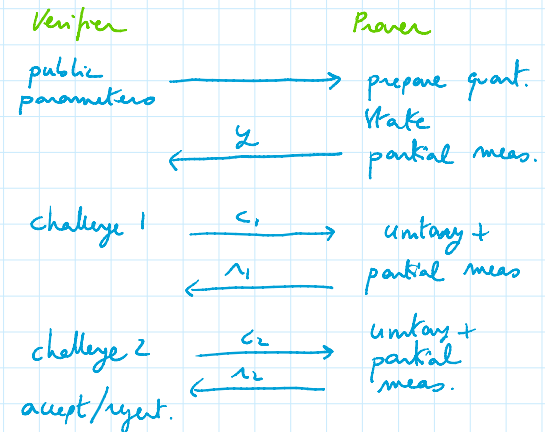 Verifier Prover
public prepare quant.
parameters state
y partial meas.
challenge 1 c₁ unitary +
r₁ partial meas
challenge 2 c₂ unitary +
r₂ partial
accept/reject. meas.